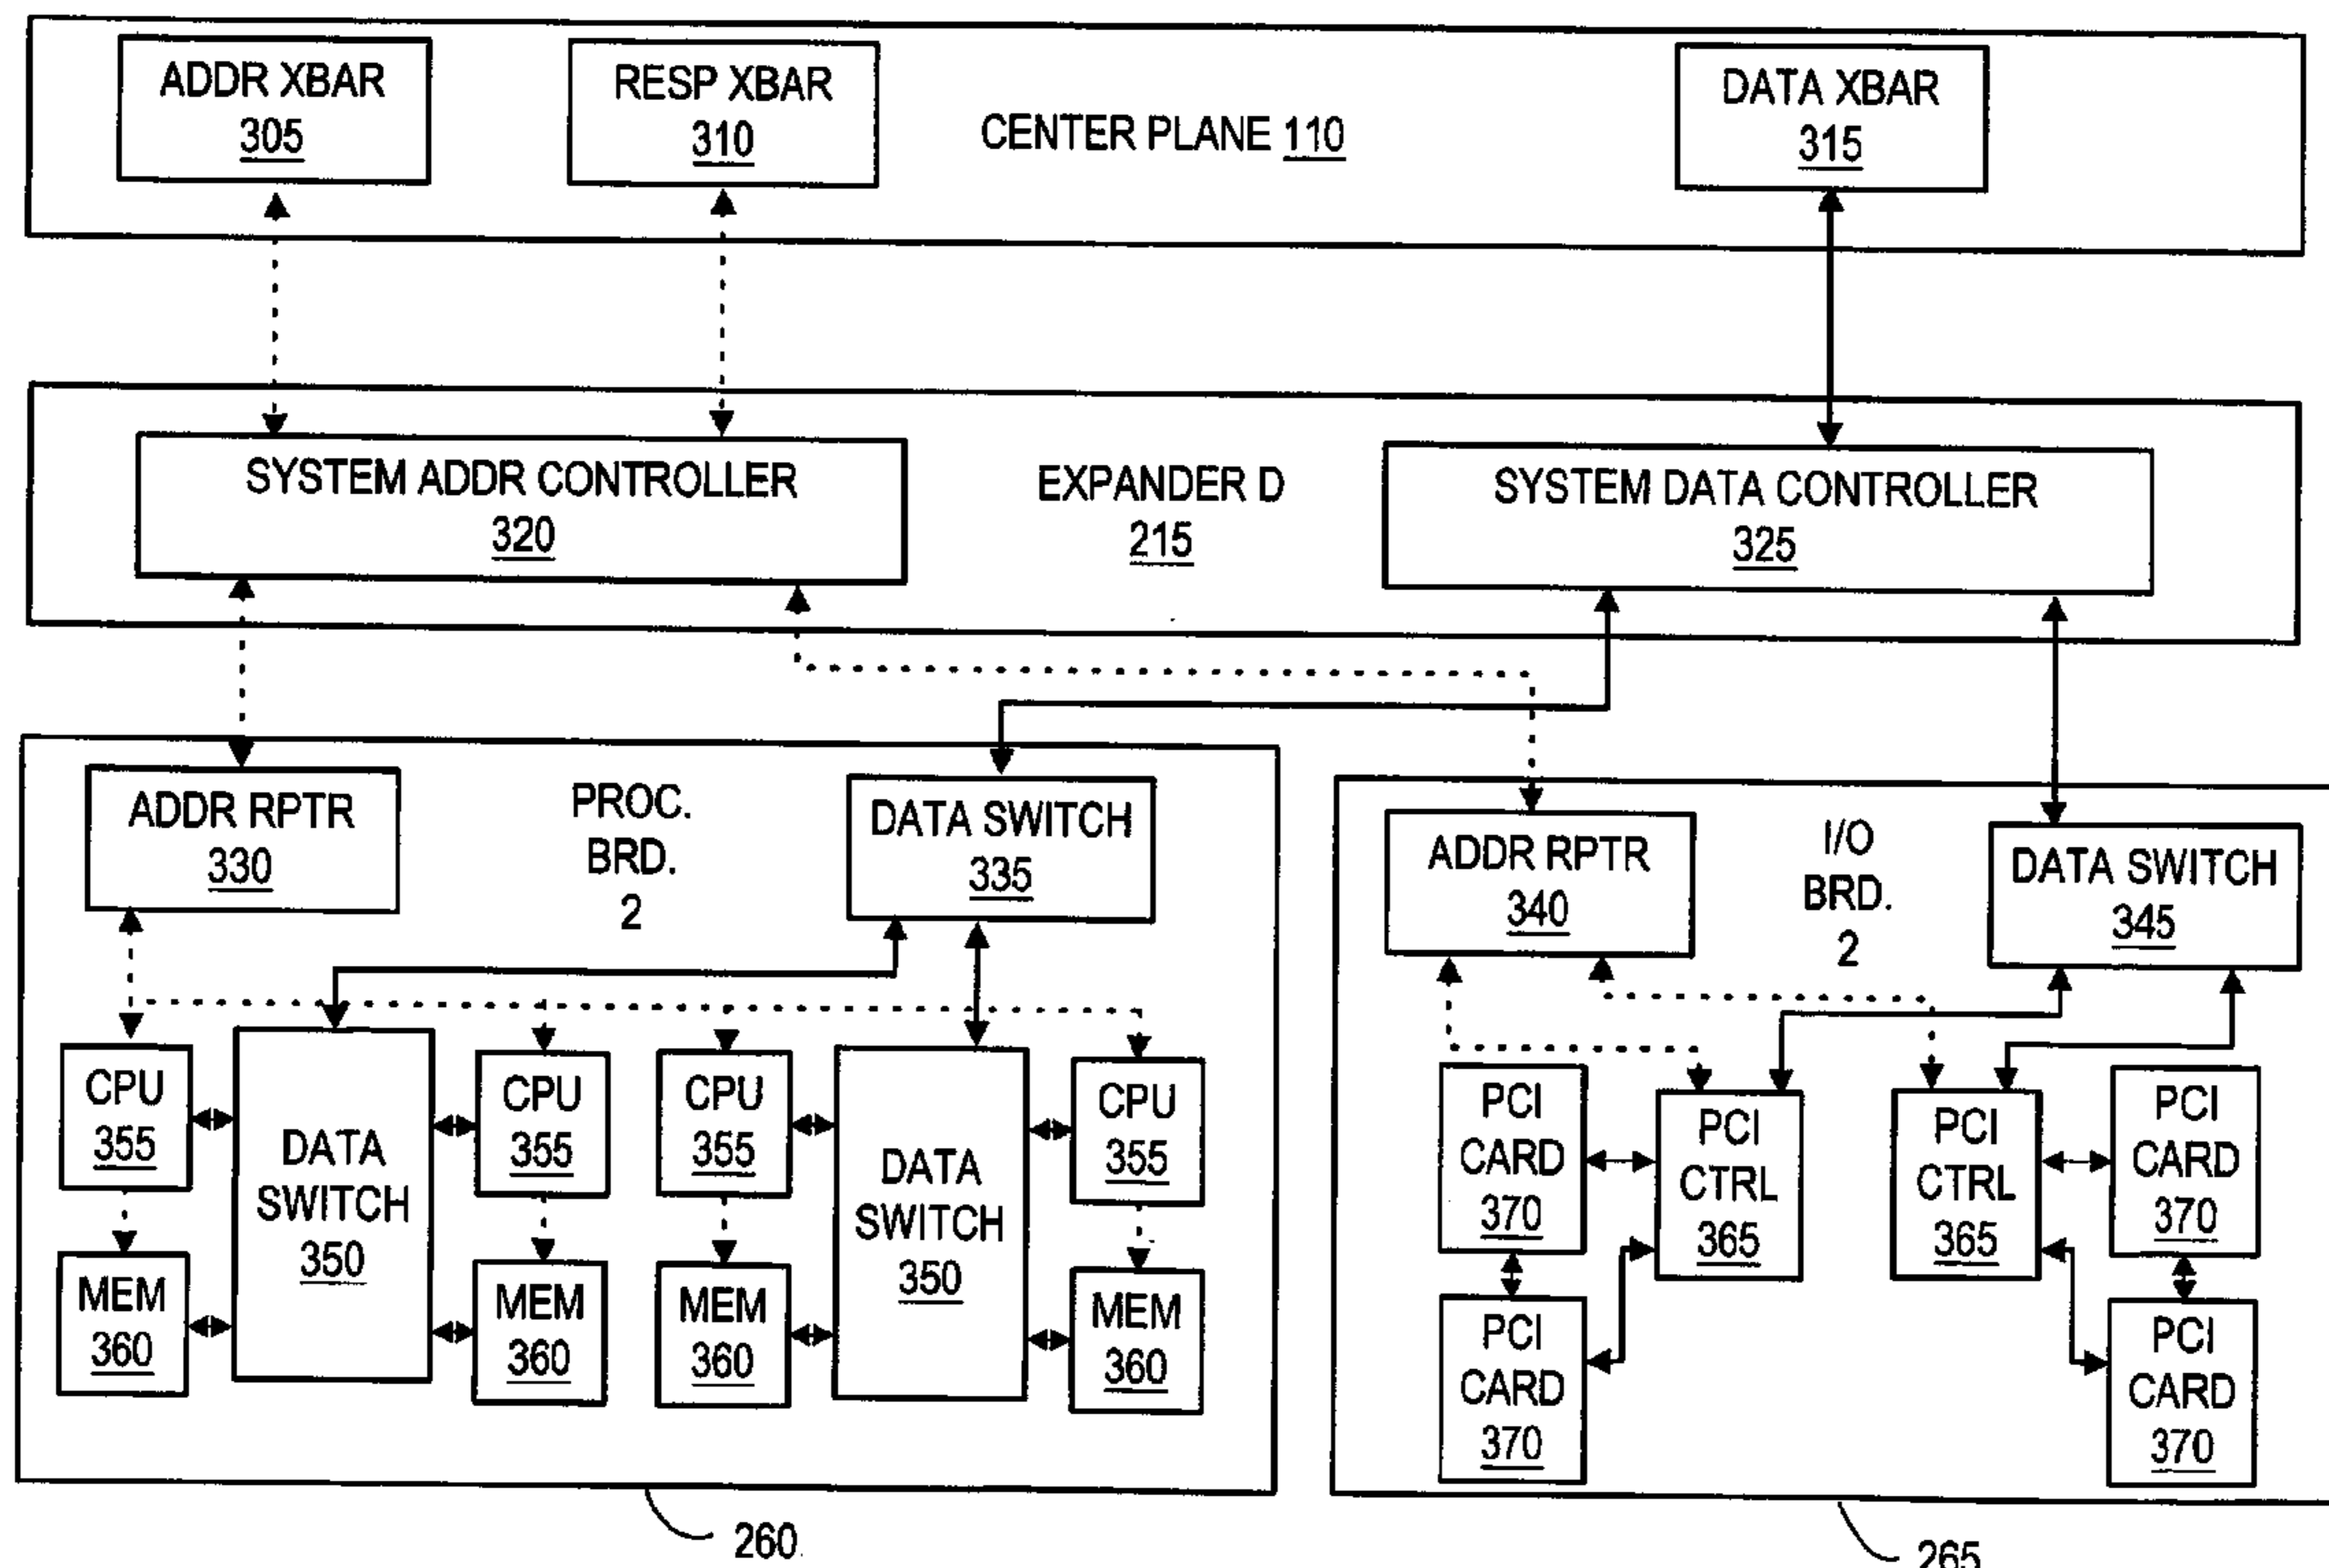 ADDR XBAR
305
RESP XBAR
310
CENTER PLANE 110
DATA XBAR
315
SYSTEM ADDR CONTROLLER
320
EXPANDER D
215
SYSTEM DATA CONTROLLER
325
ADDR RPTR
330
PROC.
BRD.
2
DATA SWITCH
335
ADDR RPTR
340
I/O
BRD.
2
DATA SWITCH
345
CPU
355
DATA
SWITCH
350
CPU
355
CPU
355
DATA
SWITCH
350
CPU
355
MEM
360
MEM
360
MEM
360
MEM
360
PCI
CARD
370
PCI
CTRL
365
PCI
CTRL
365
PCI
CARD
370
PCI
CARD
370
PCI
CARD
370
260
265